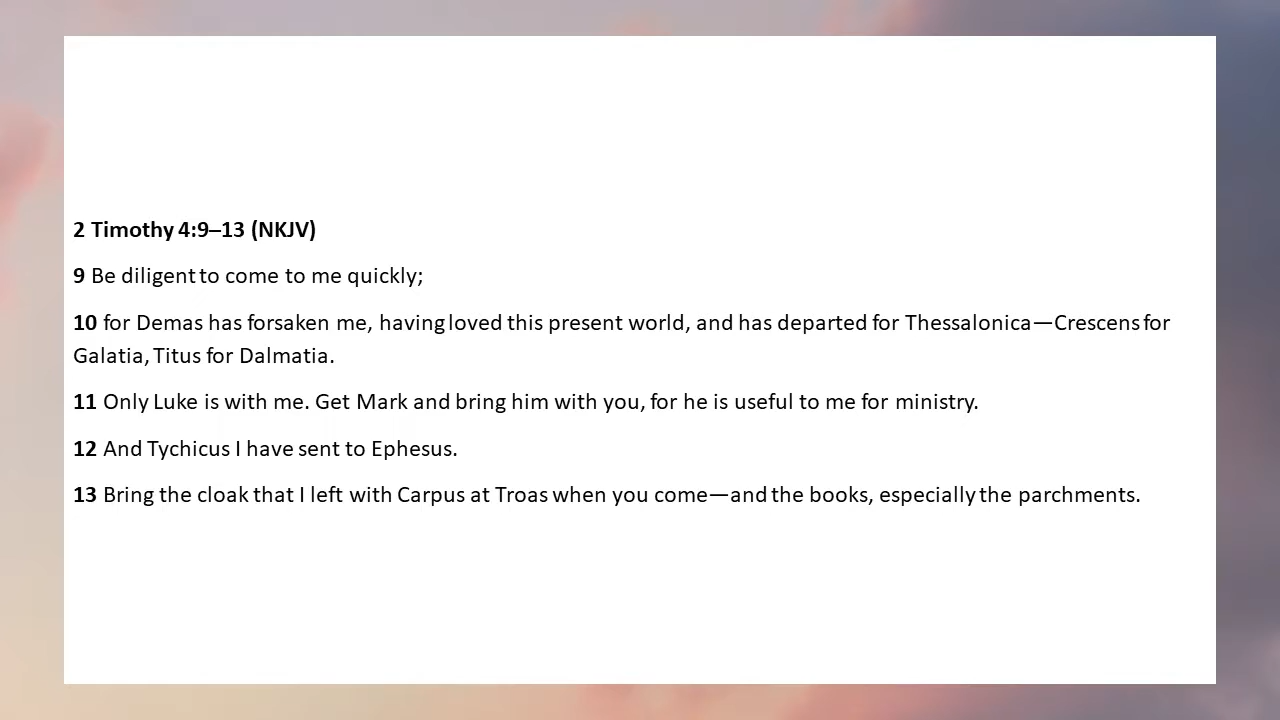 2 Timothy 4:9–13 (NKJV)
9 Be diligent to come to me quickly;
10 for Demas has forsaken me, having loved this present world, and has departed for Thessalonica—Crescens for
Galatia, Titus for Dalmatia.
11 Only Luke is with me. Get Mark and bring him with you, for he is useful to me for ministry.
12 And Tychicus I have sent to Ephesus.
13 Bring the cloak that I left with Carpus at Troas when you come—and the books, especially the parchments.